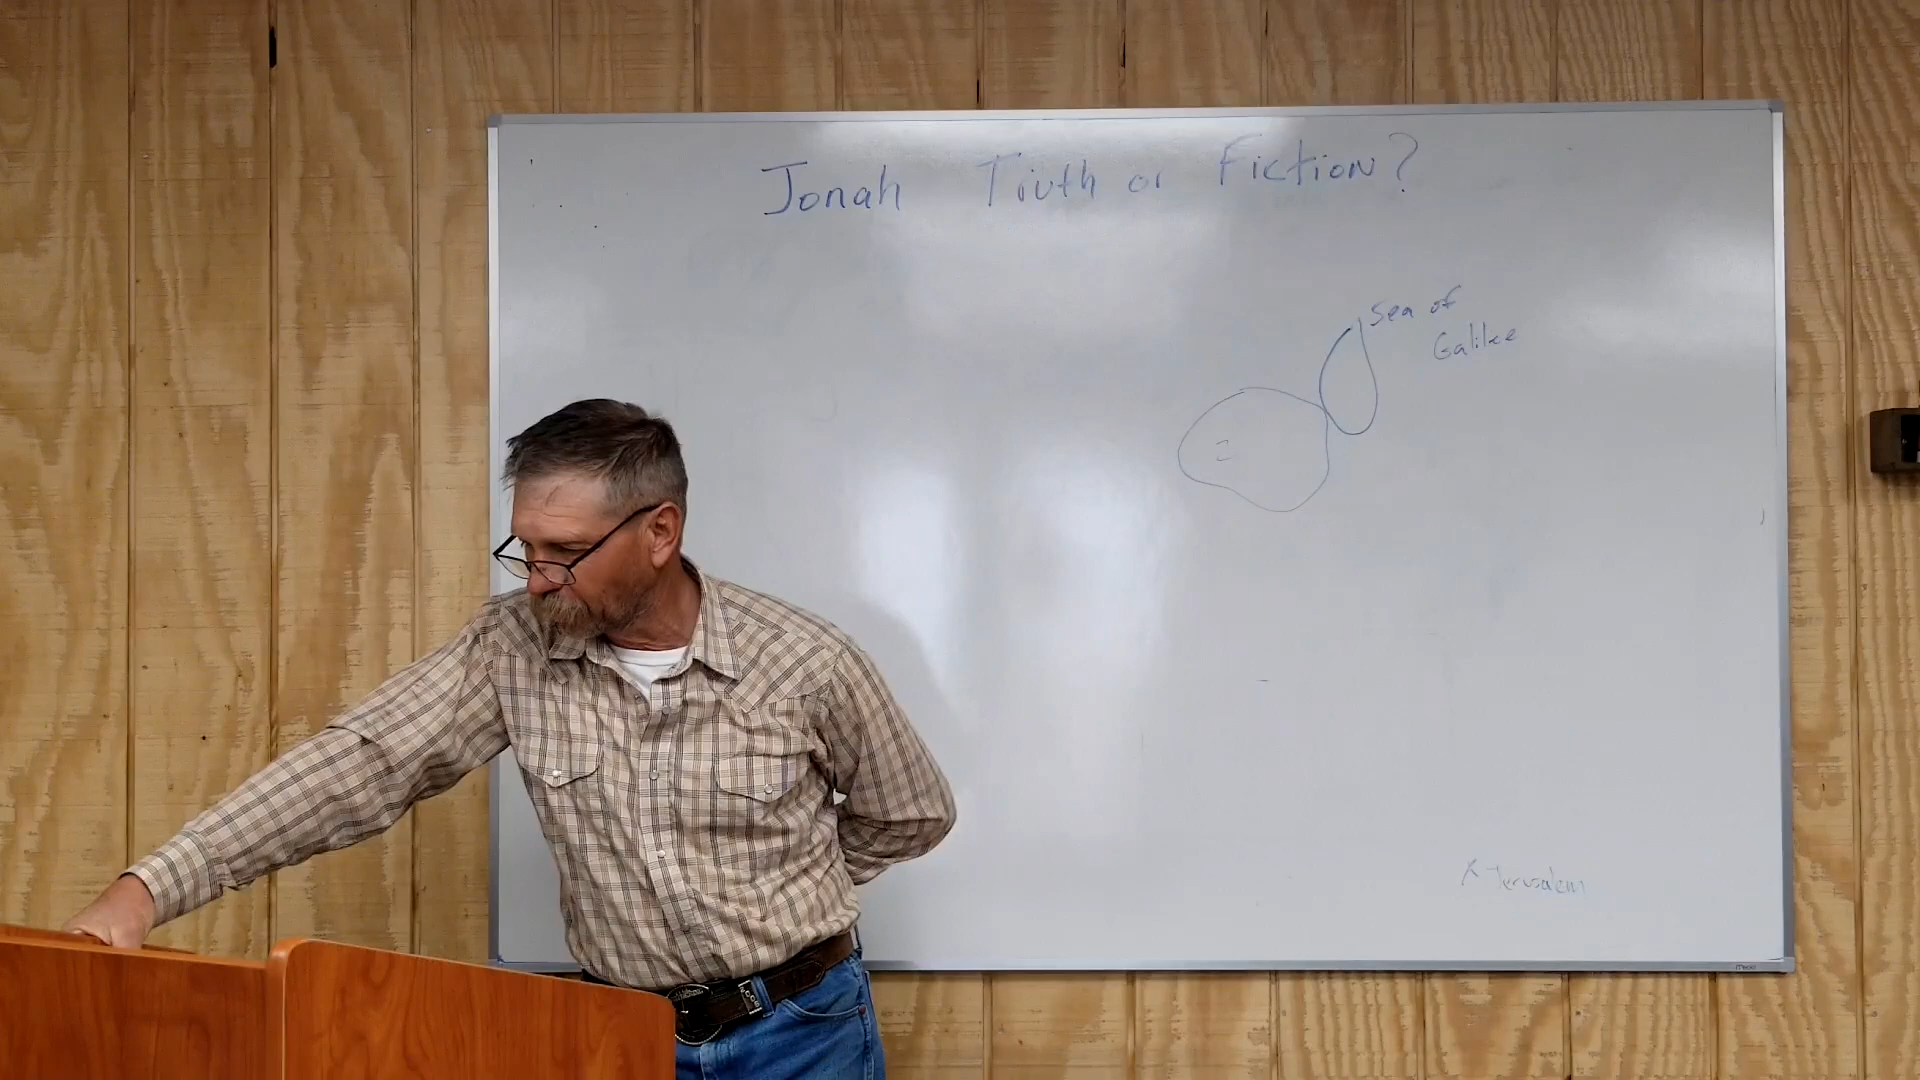 Jonah Truth or Fiction?
Sea of
Galilee
Z
x Jerusalem